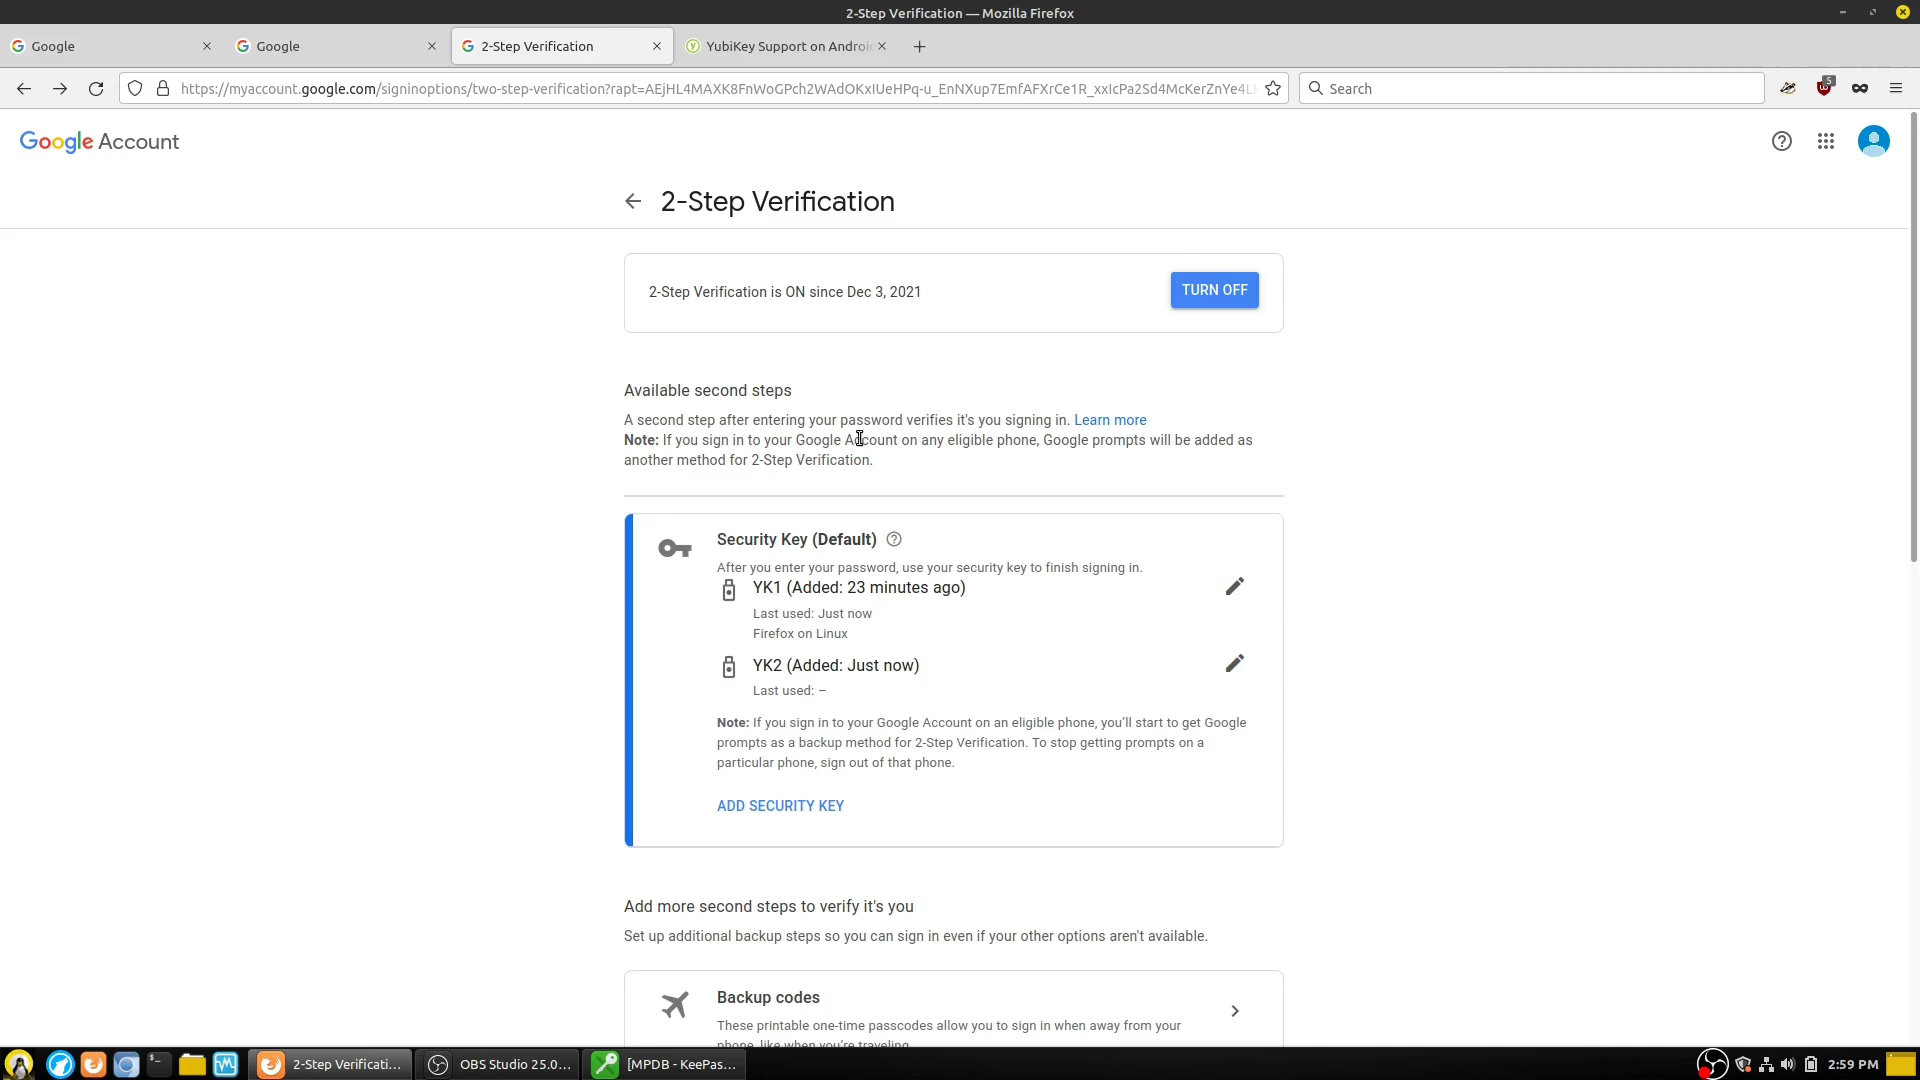 2-Step Verification — Mozilla Firefox
Google
Google
2-Step Verification
YubiKey Support on Androi
https://myaccount.google.com/signinoptions/two-step-verification?rapt=AEjHL4MAXK8FnWoGPch2WAdOKxIUeHPq-u_EnNXup7EmfAFXrCe1R_xxIcPa2Sd4McKerZnYe4L
Search
5
Google Account
2-Step Verification
2-Step Verification is ON since Dec 3, 2021
TURN OFF
Available second steps
A second step after entering your password verifies it's you signing in. Learn more
Note: If you sign in to your Google Account on any eligible phone, Google prompts will be added as
another method for 2-Step Verification.
Security Key (Default)
After you enter your password, use your security key to finish signing in.
YK1 (Added: 23 minutes ago)
Last used: Just now
Firefox on Linux
YK2 (Added: Just now)
Last used: –
Note: If you sign in to your Google Account on an eligible phone, you'll start to get Google
prompts as a backup method for 2-Step Verification. To stop getting prompts on a
particular phone, sign out of that phone.
ADD SECURITY KEY
Add more second steps to verify it's you
Set up additional backup steps so you can sign in even if your other options aren't available.
Backup codes
These printable one-time passcodes allow you to sign in when away from your
phone, like when you're traveling
2-Step Verificati...
OBS Studio 25.0...
[MPDB - KeePas...
2:59 PM